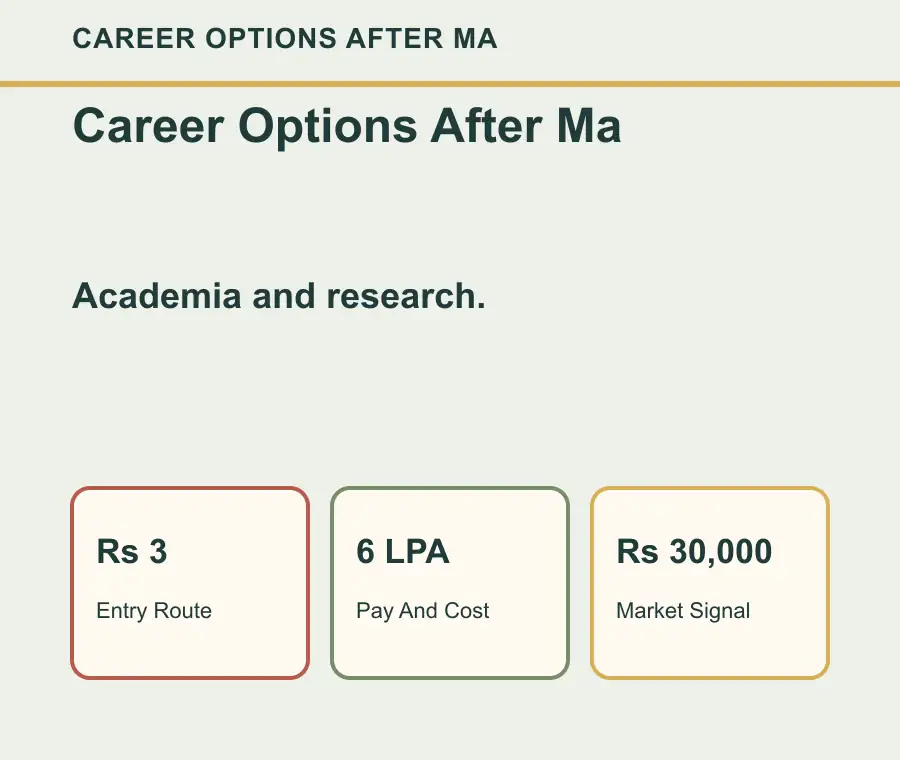 CAREER OPTIONS AFTER MA
Career Options After Ma
Academia and research.
Rs 3
Entry Route
6 LPA
Pay And Cost
Rs 30,000
Market Signal